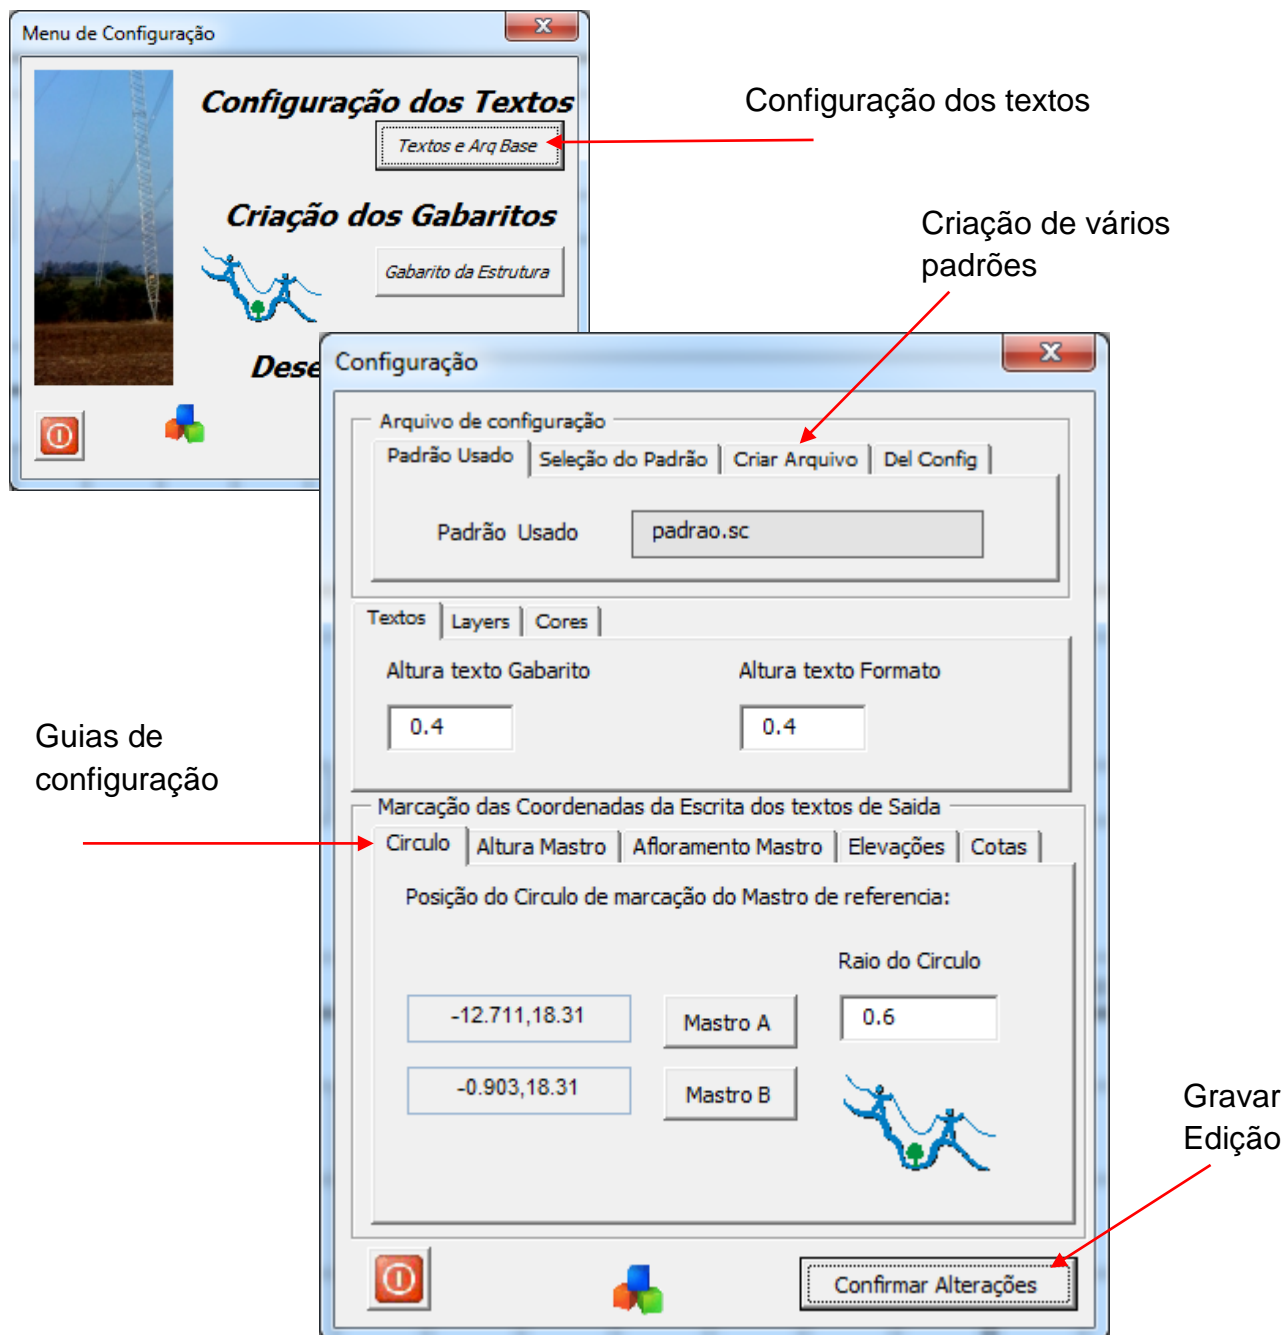 Menu de Configuração
Configuração dos Textos
Textos e Arq Base
Configuração dos textos
Criação dos Gabaritos
Gabarito da Estrutura
Criação de vários
padrões
Dese
Configuração
Arquivo de configuração
Padrão Usado
Seleção do Padrão
Criar Arquivo
Del Config
Padrão Usado
padrao.sc
Textos
Layers
Cores
Altura texto Gabarito
Altura texto Formato
0.4
0.4
Guias de
configuração
Marcação das Coordenadas da Escrita dos textos de Saida
Circulo
Altura Mastro
Afloramento Mastro
Elevações
Cotas
Posição do Circulo de marcação do Mastro de referencia:
Raio do Circulo
-12.711,18.31
Mastro A
0.6
-0.903,18.31
Mastro B
Gravar
Edição
Confirmar Alterações